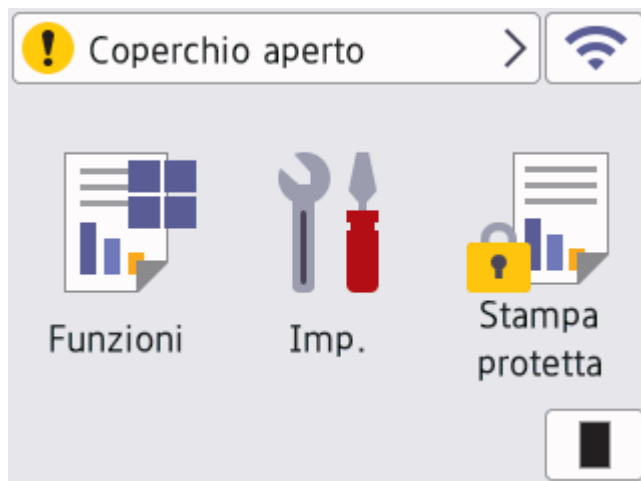 Coperchio aperto
Funzioni
Imp.
Stampa
protetta